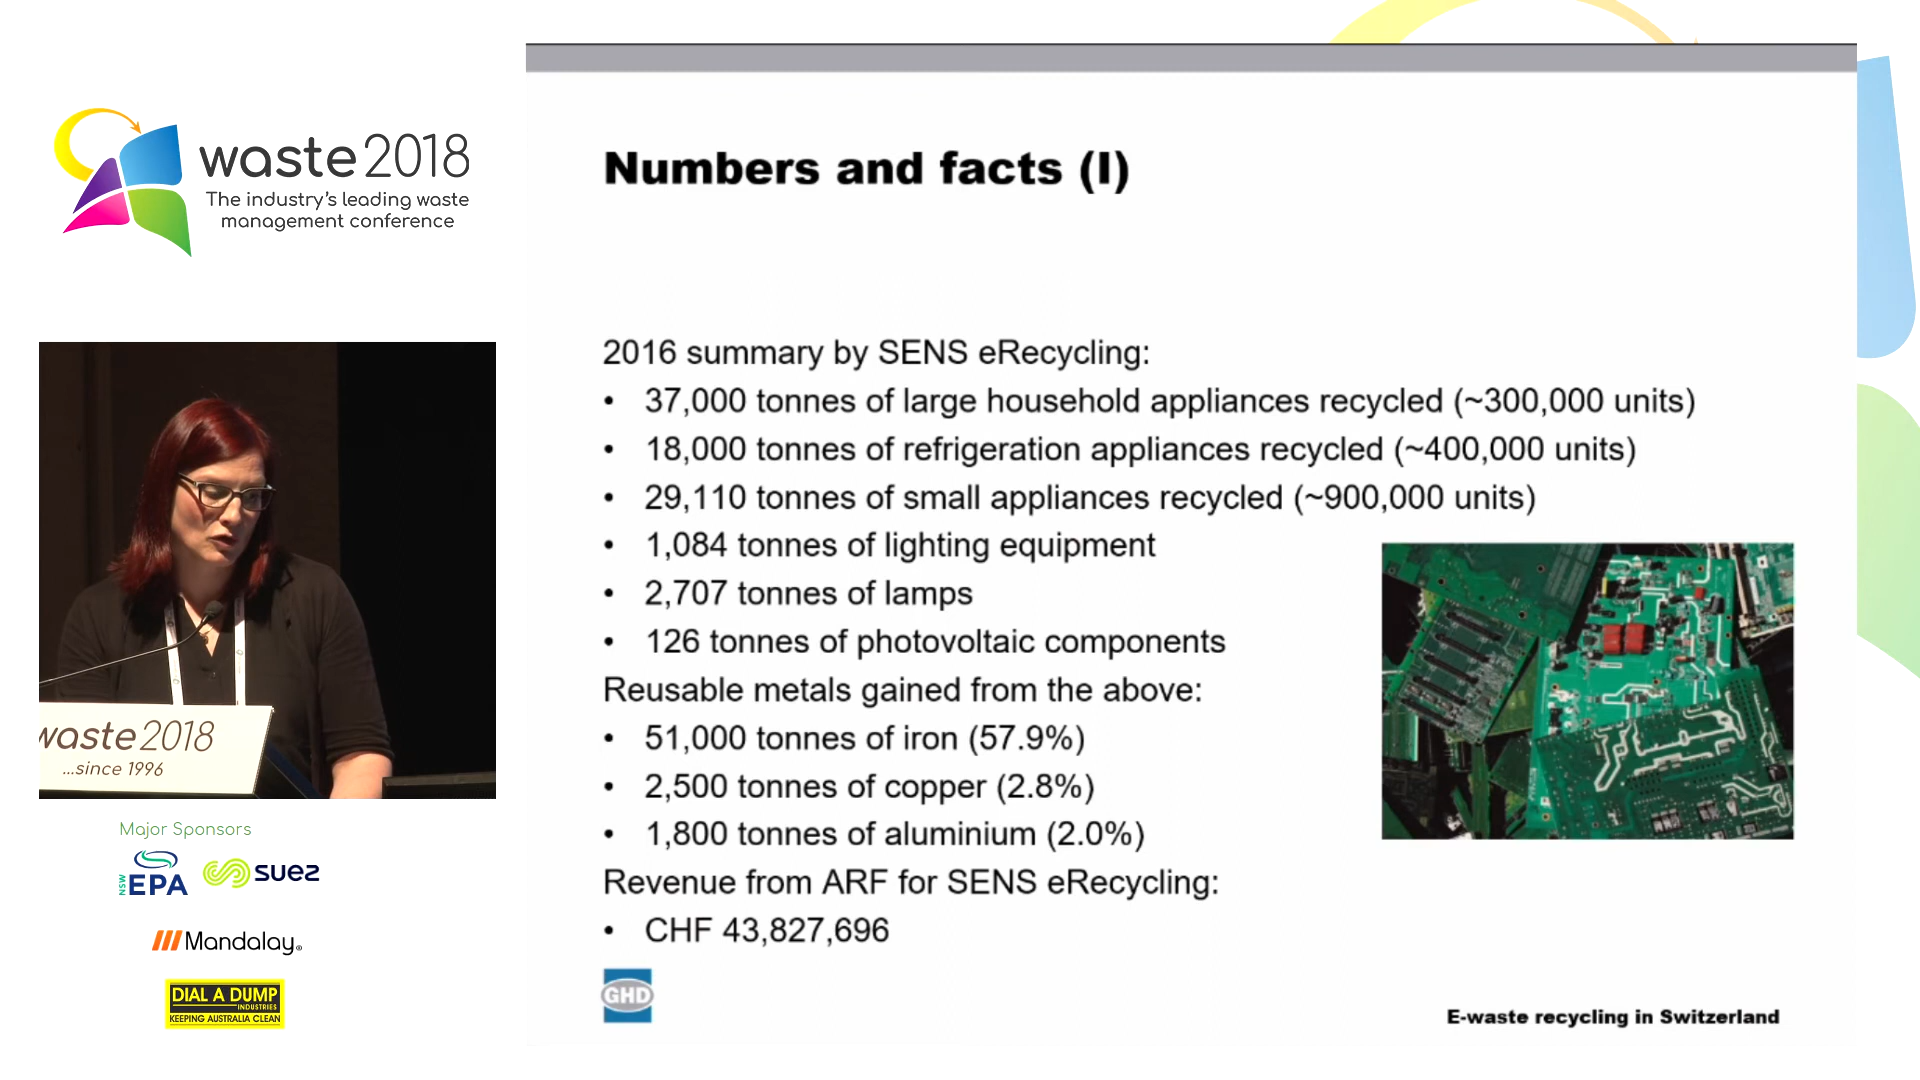 waste 2018
The industry's leading waste
management conference
waste 2018
...since 1996
Major Sponsors
NSW
EPA
suez
Mandalay®
DIAL A DUMP
INDUSTRIES
KEEPING AUSTRALIA CLEAN
Numbers and facts (I)
2016 summary by SENS eRecycling:
• 37,000 tonnes of large household appliances recycled (~300,000 units)
• 18,000 tonnes of refrigeration appliances recycled (~400,000 units)
• 29,110 tonnes of small appliances recycled (~900,000 units)
• 1,084 tonnes of lighting equipment
• 2,707 tonnes of lamps
• 126 tonnes of photovoltaic components
Reusable metals gained from the above:
• 51,000 tonnes of iron (57.9%)
• 2,500 tonnes of copper (2.8%)
• 1,800 tonnes of aluminium (2.0%)
Revenue from ARF for SENS eRecycling:
• CHF 43,827,696
GHD
E-waste recycling in Switzerland